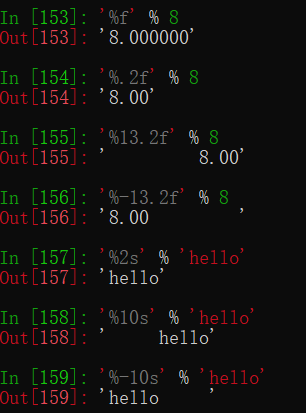 In [153]: '%f' % 8
Out[153]: '8.000000'
In [154]: '%.2f' % 8
Out[154]: '8.00'
In [155]: '%13.2f' % 8
Out[155]: '         8.00'
In [156]: '%-13.2f' % 8
Out[156]: '8.00         '
In [157]: '%2s' % 'hello'
Out[157]: 'hello'
In [158]: '%10s' % 'hello'
Out[158]: '     hello'
In [159]: '%-10s' % 'hello'
Out[159]: 'hello     '